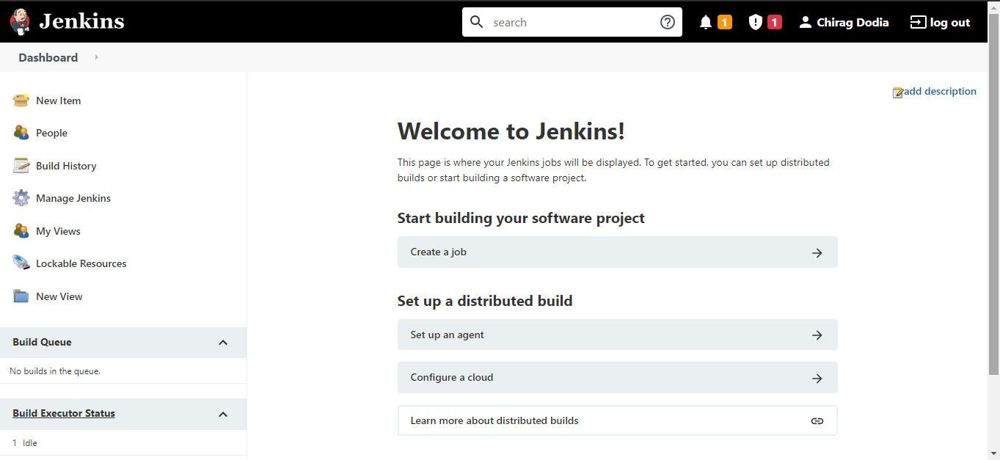 Jenkins
search
1
1
Chirag Dodia
log out
Dashboard
New Item
People
Build History
Manage Jenkins
My Views
Lockable Resources
New View
Build Queue
No builds in the queue.
Build Executor Status
1 Idle
add description
Welcome to Jenkins!
This page is where your Jenkins jobs will be displayed. To get started, you can set up distributed
builds or start building a software project.
Start building your software project
Create a job
Set up a distributed build
Set up an agent
Configure a cloud
Learn more about distributed builds